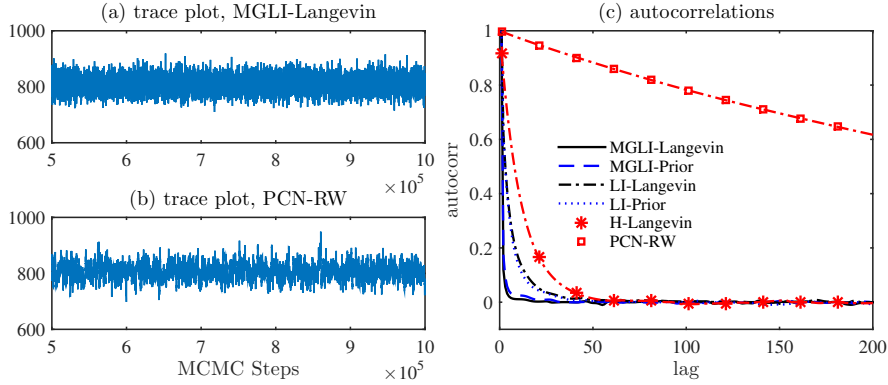 (a) trace plot, MGLI-Langevin
1000
800
600
5 6 7 8 9 10
×10^5
(b) trace plot, PCN-RW
1000
800
600
5 6 7 8 9 10
MCMC Steps ×10^5
(c) autocorrelations
1
0.8
0.6
0.4
0.2
0
autocorr
MGLI-Langevin
MGLI-Prior
LI-Langevin
LI-Prior
H-Langevin
PCN-RW
0 50 100 150 200
lag